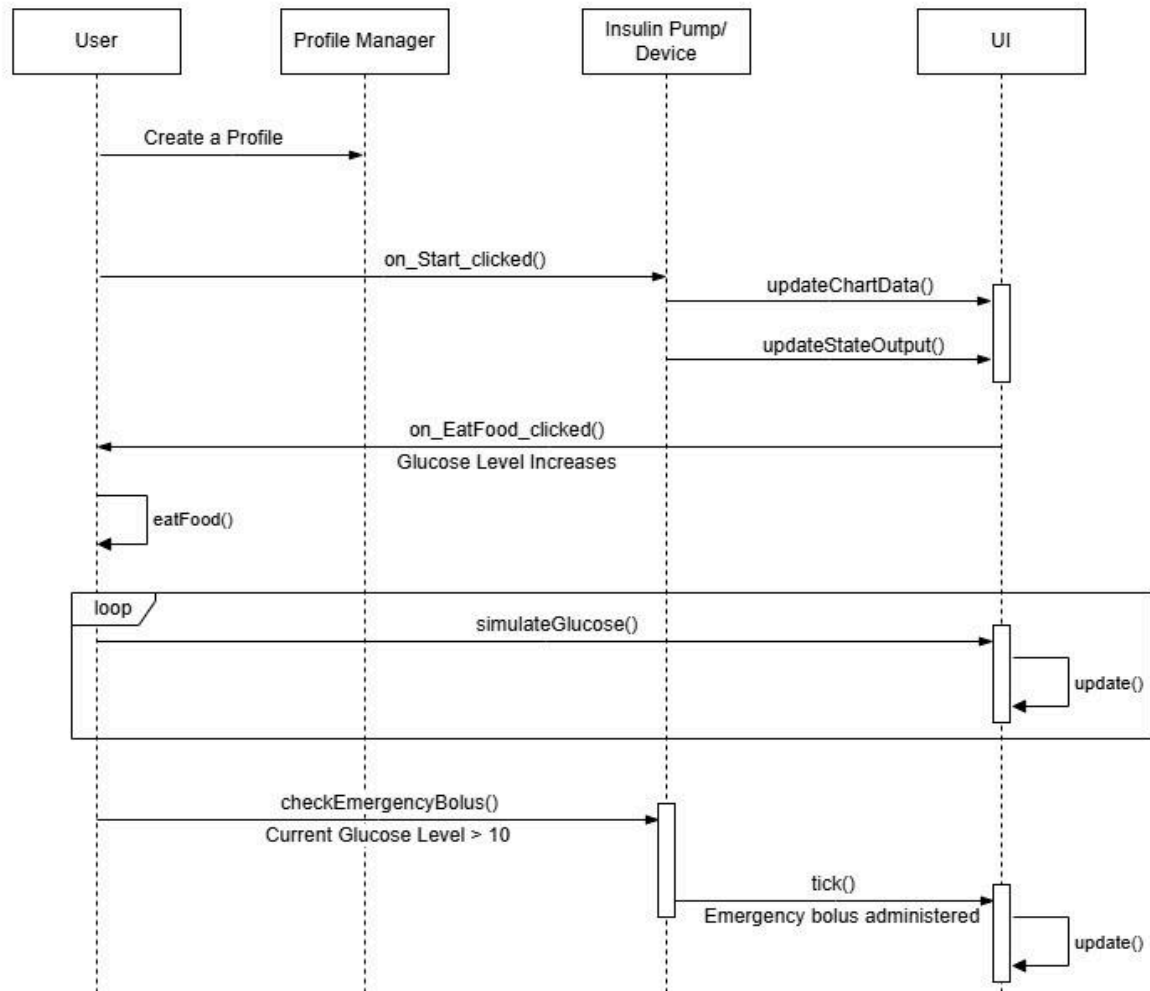 User
Profile Manager
Insulin Pump/
Device
UI
Create a Profile
on_Start_clicked()
updateChartData()
updateStateOutput()
on_EatFood_clicked()
Glucose Level Increases
eatFood()
loop
simulateGlucose()
update()
checkEmergencyBolus()
Current Glucose Level > 10
tick()
Emergency bolus administered
update()